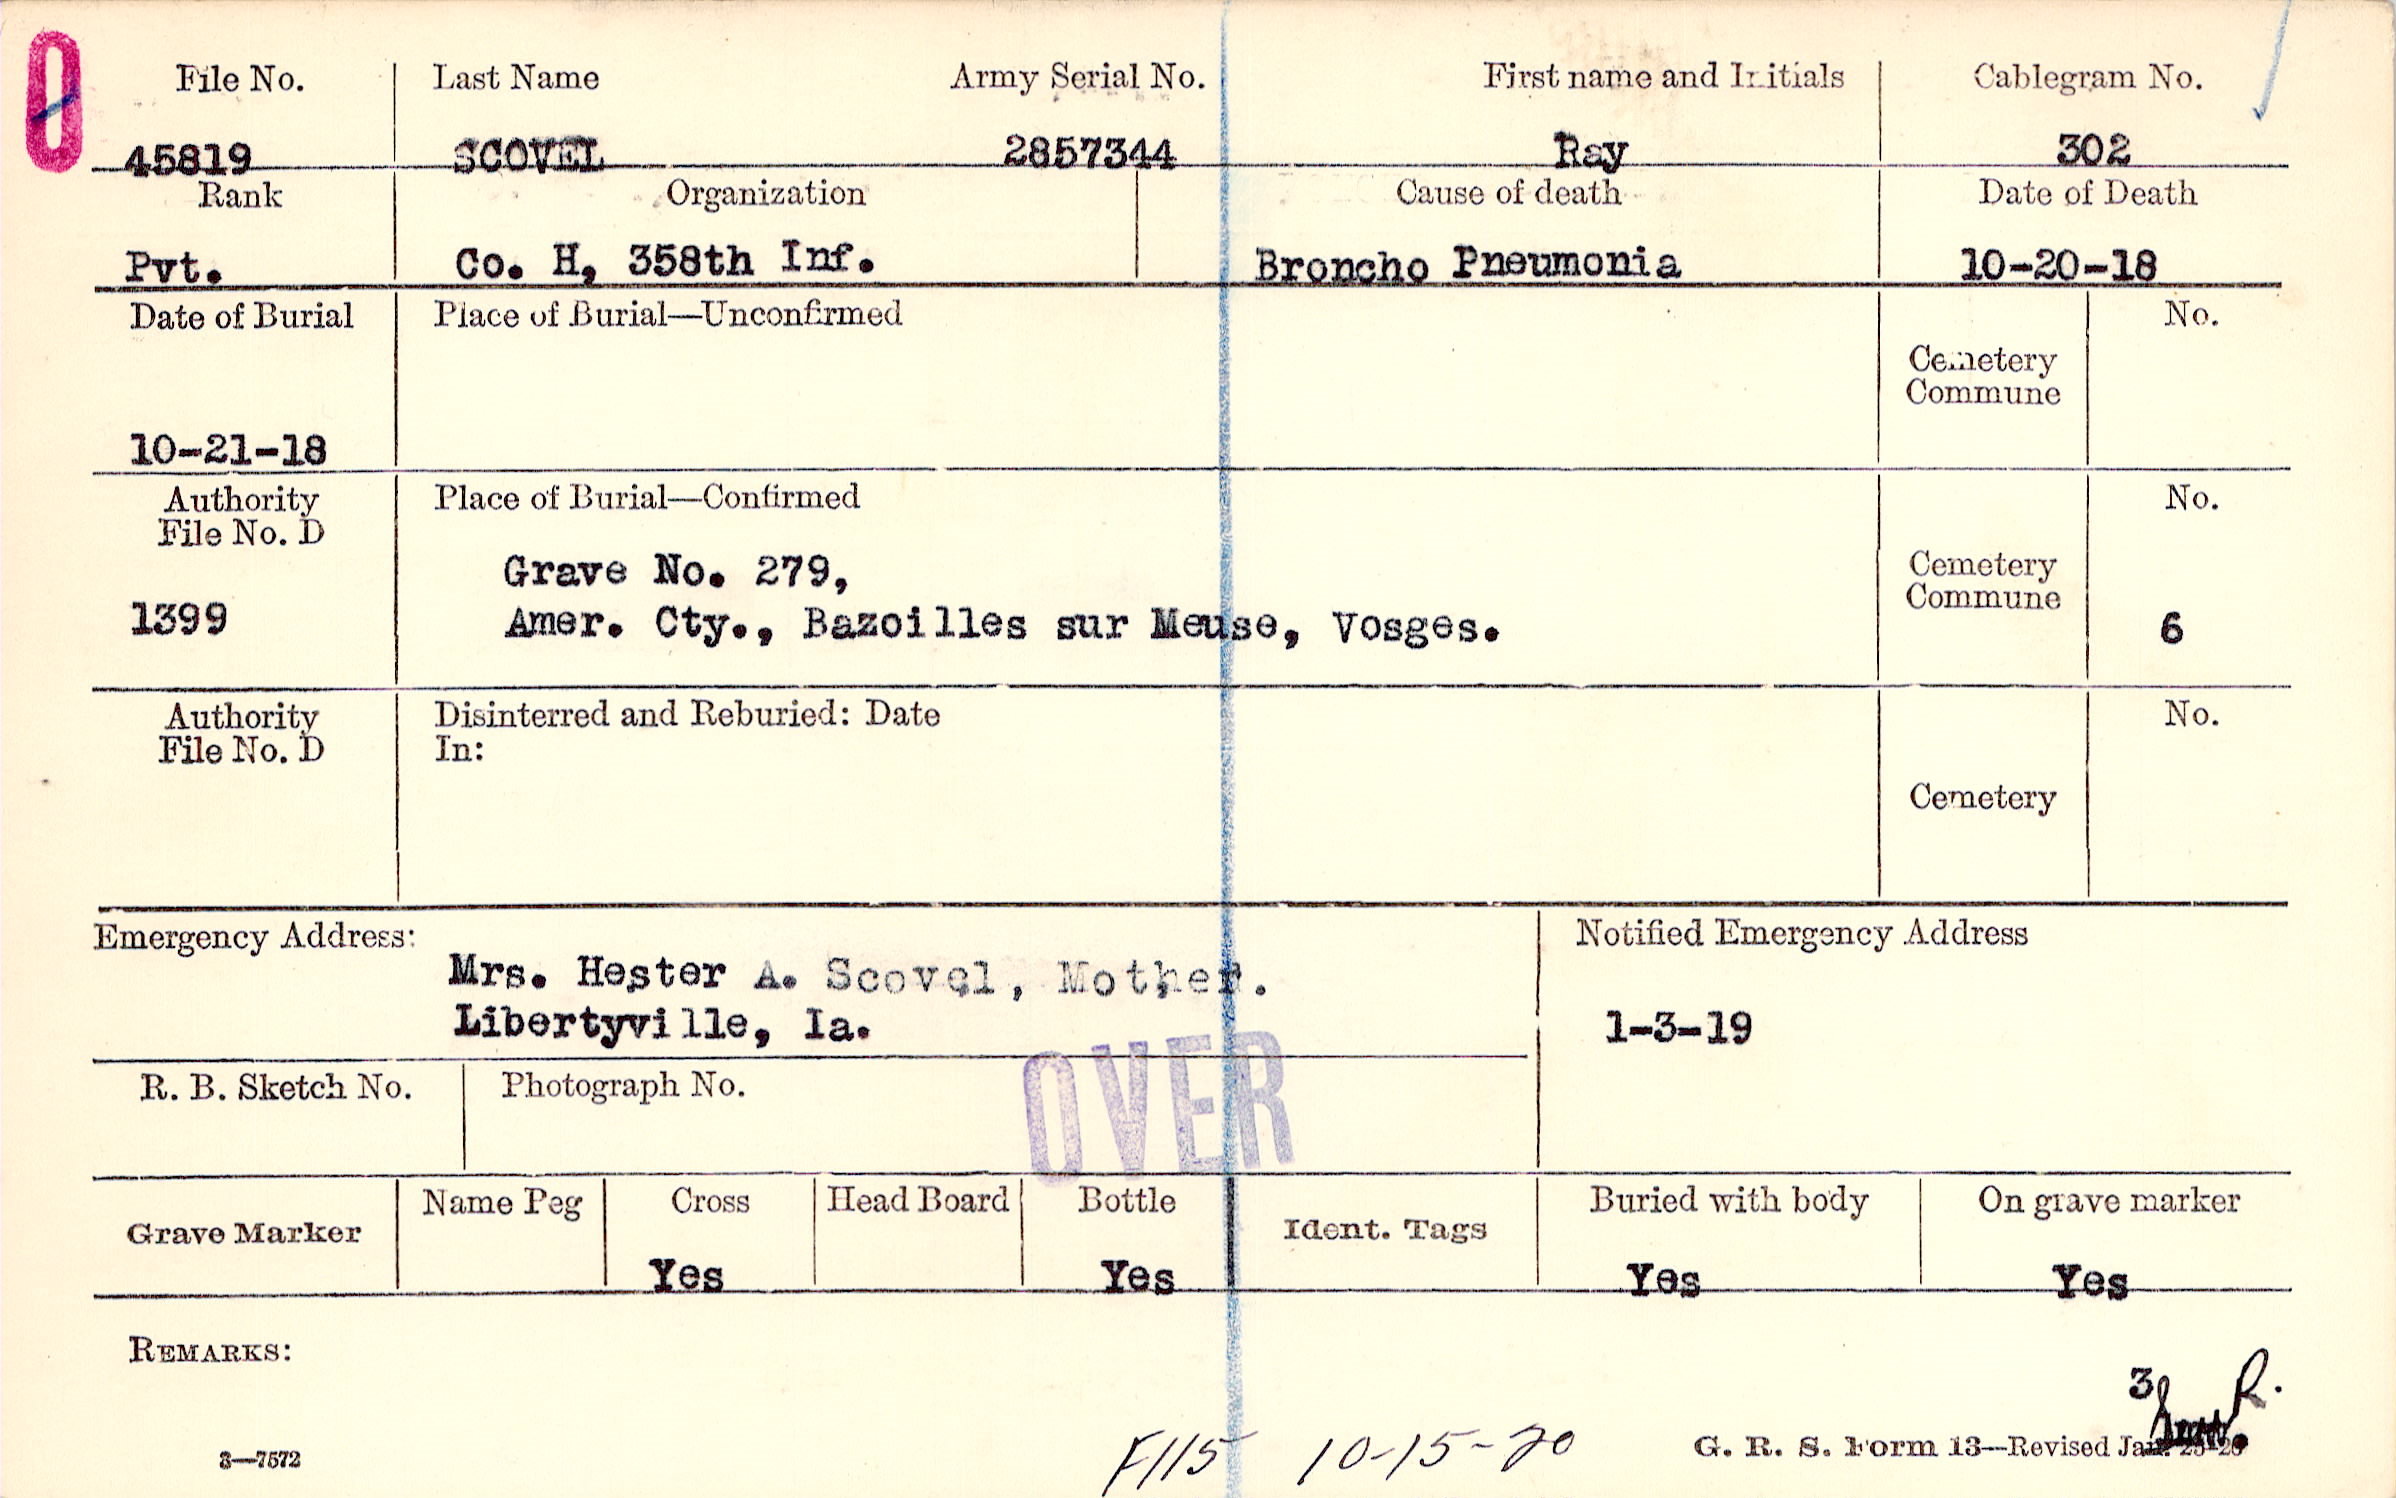 0
File No. Last Name Army Serial No. First name and Initials Cablegram No.
45819 SCOVEL 2857344 Ray 302
Rank Organization Cause of death Date of Death
Pvt. Co. H, 358th Inf. Broncho Pneumonia 10-20-18
Date of Burial Place of Burial—Unconfirmed No.
Cemetery
Commune
10-21-18
Authority Place of Burial—Confirmed No.
File No. D
Grave No. 279, Cemetery
Commune
1399 Amer. Cty., Bazoilles sur Meuse, Vosges. 6
Authority Disinterred and Reburied: Date No.
File No. D In:
Cemetery
Emergency Address: Notified Emergency Address
Mrs. Hester A. Scovel, Mother.
Libertyville, Ia. 1-3-19
OVER
R. B. Sketch No. Photograph No.
Grave Marker Name Peg Cross Head Board Bottle Ident. Tags Buried with body On grave marker
Yes Yes Yes Yes
REMARKS:
3 R.
3—7572 F115 10-15-20 G. R. S. Form 13—Revised Jan.